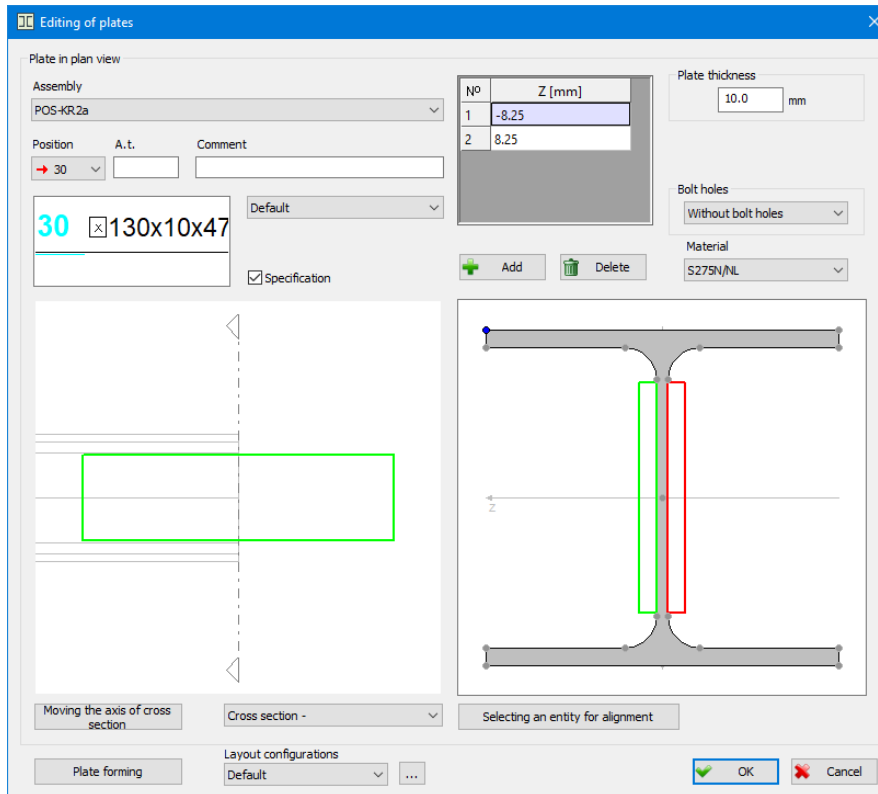 Editing of plates
Plate in plan view
Assembly
POS-KR2a
Position A.t. Comment
30
30 x 130x10x47
Default
Specification
Nº Z [mm]
1 -8.25
2 8.25
Add Delete
Plate thickness
10.0 mm
Bolt holes
Without bolt holes
Material
S275N/NL
Z
Moving the axis of cross
section
Cross section -
Selecting an entity for alignment
Plate forming
Layout configurations
Default ...
OK Cancel